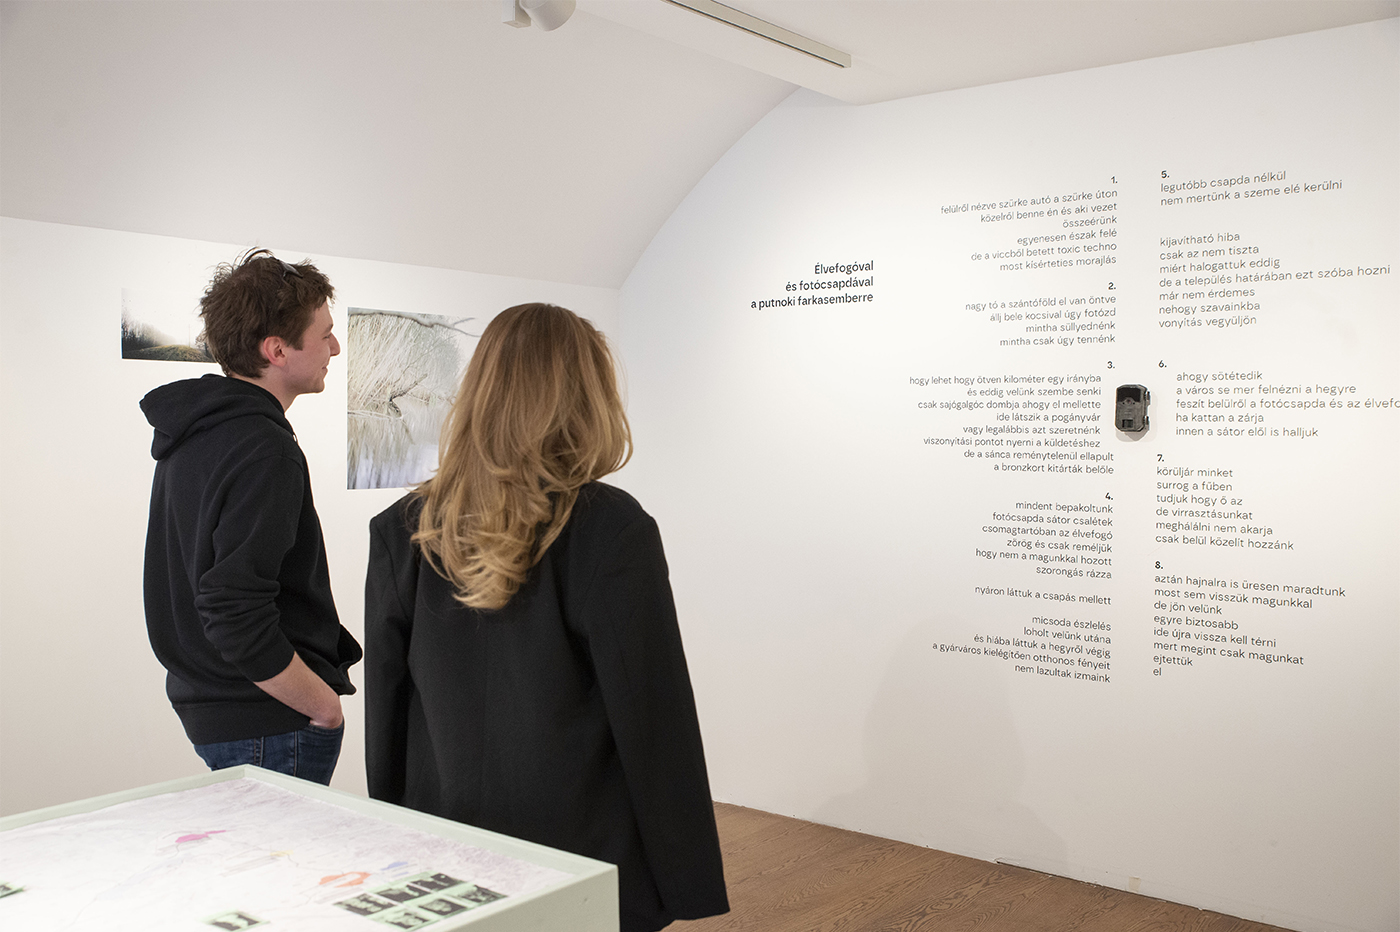 Élvefogóval
és fotócsapdával
a putnoki farkasemberre
1.
felülről nézve szürke autó a szürke úton
közelről benne én és aki vezet
összeérünk
egyenesen észak felé
de a viccből betett toxic techno
most kísérteties morajlás
2.
nagy tó a szántóföld el van öntve
állj bele kocsival úgy fotózd
mintha süllyednénk
mintha csak úgy tennénk
3.
hogy lehet hogy ötven kilométer egy irányba
és eddig velünk szembe senki
csak sajógalgóc dombja ahogy el mellette
ide látszik a pogányvár
vagy legalábbis azt szeretnénk
viszonyítási pontot nyerni a küldetéshez
de a sánca reménytelenül ellapult
a bronzkort kitárták belőle
4.
mindent bepakoltunk
fotócsapda sátor csalétek
csomagtartóban az élvefogó
zörög és csak reméljük
hogy nem a magunkkal hozott
szorongás rázza
nyáron láttuk a csapás mellett
micsoda észlelés
loholt velünk utána
és hiába láttuk a hegyről végig
a gyárváros kielégítően otthonos fényeit
nem lazultak izmaink
5.
legutóbb csapda nélkül
nem mertünk a szeme elé kerülni
kijavítható hiba
csak az nem tiszta
miért halogattuk eddig
de a település határában ezt szóba hozni
már nem érdemes
nehogy szavainkba
vonyítás vegyüljön
6.
ahogy sötétedik
a város se mer felnézni a hegyre
feszít belülről a fotócsapda és az élvefo
ha kattan a zárja
innen a sátor elől is halljuk
7.
körüljár minket
surrog a fűben
tudjuk hogy ő az
de virrasztásunkat
meghálálni nem akarja
csak belül közelít hozzánk
8.
aztán hajnalra is üresen maradtunk
most sem visszük magunkkal
de jön velünk
egyre biztosabb
ide újra vissza kell térni
mert megint csak magunkat
ejtettük
el